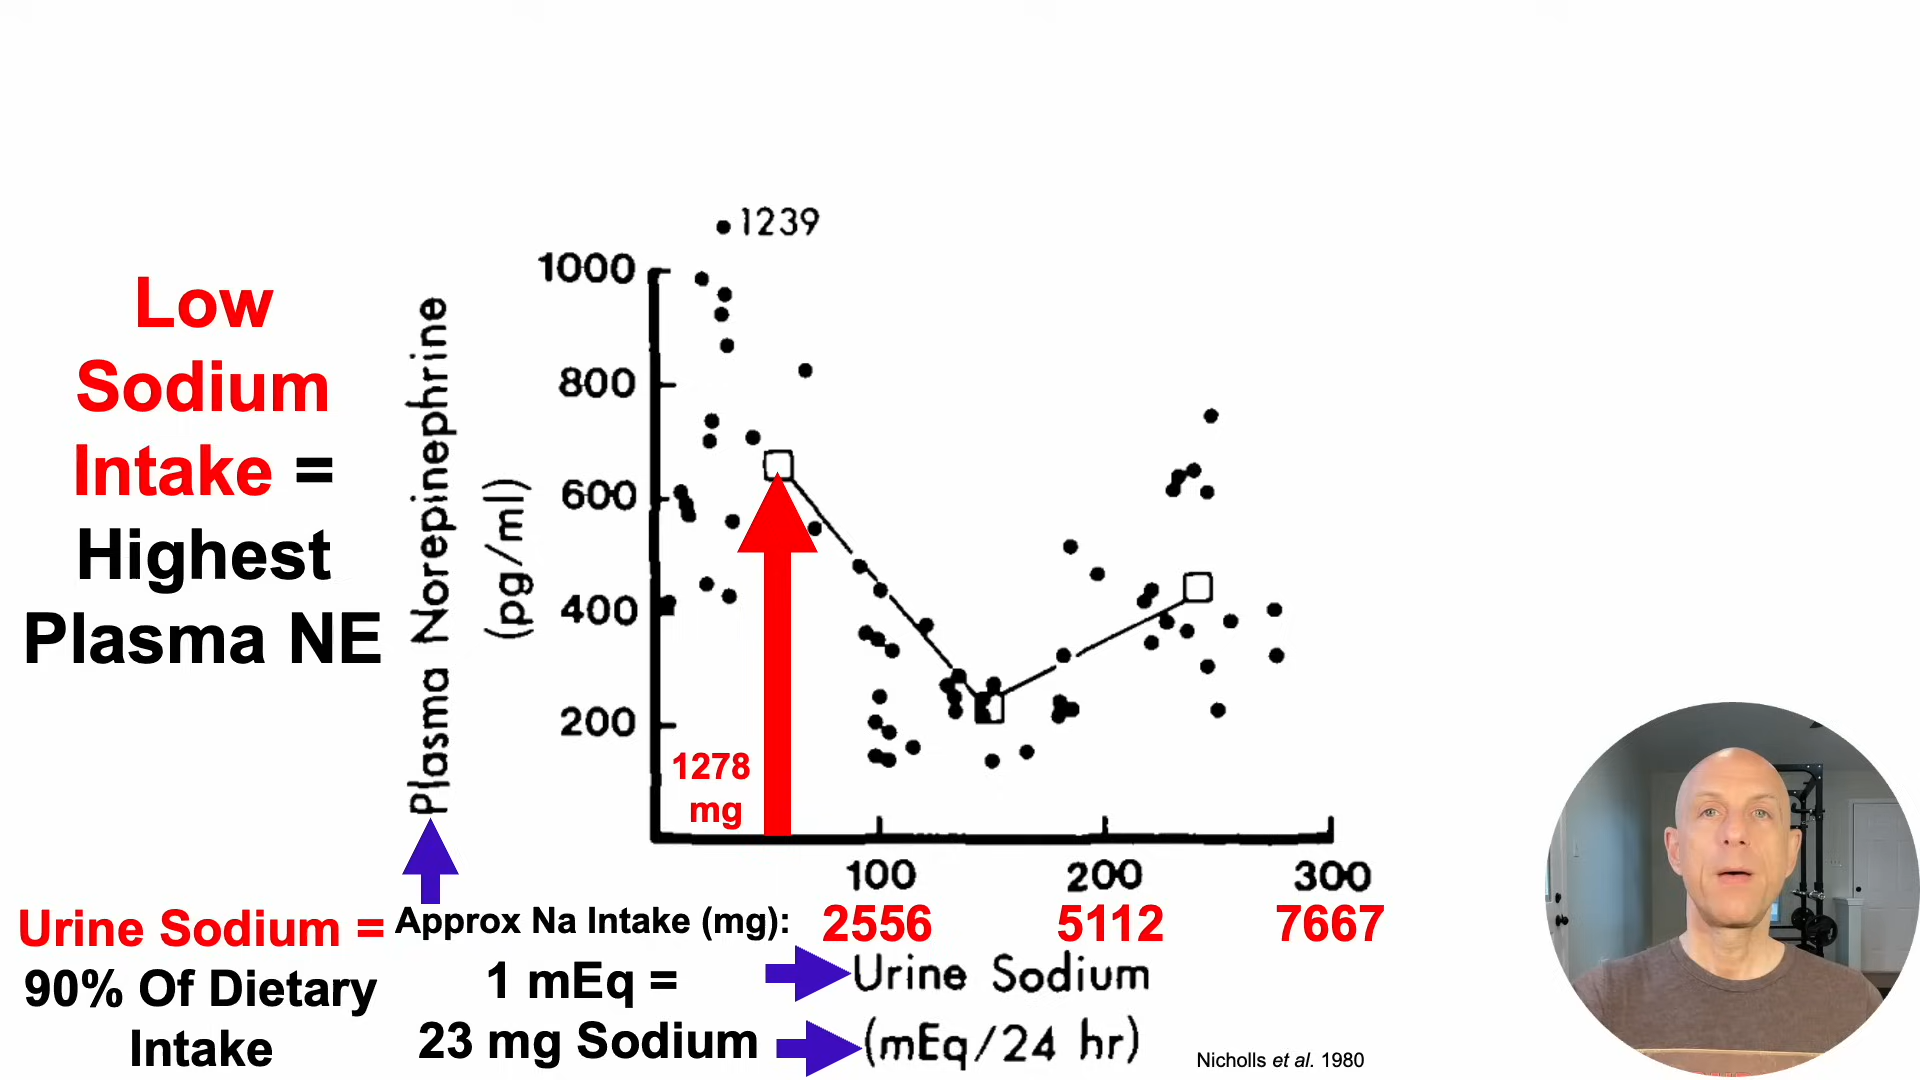 Low
Sodium
Intake =
Highest
Plasma NE
Plasma Norepinephrine
(pg/ml)
1239
1000
800
600
400
200
1278
mg
100 200 300
Approx Na Intake (mg): 2556 5112 7667
Urine Sodium =
90% Of Dietary
Intake
1 mEq =
23 mg Sodium
Urine Sodium
(mEq/24 hr)
Nicholls et al. 1980